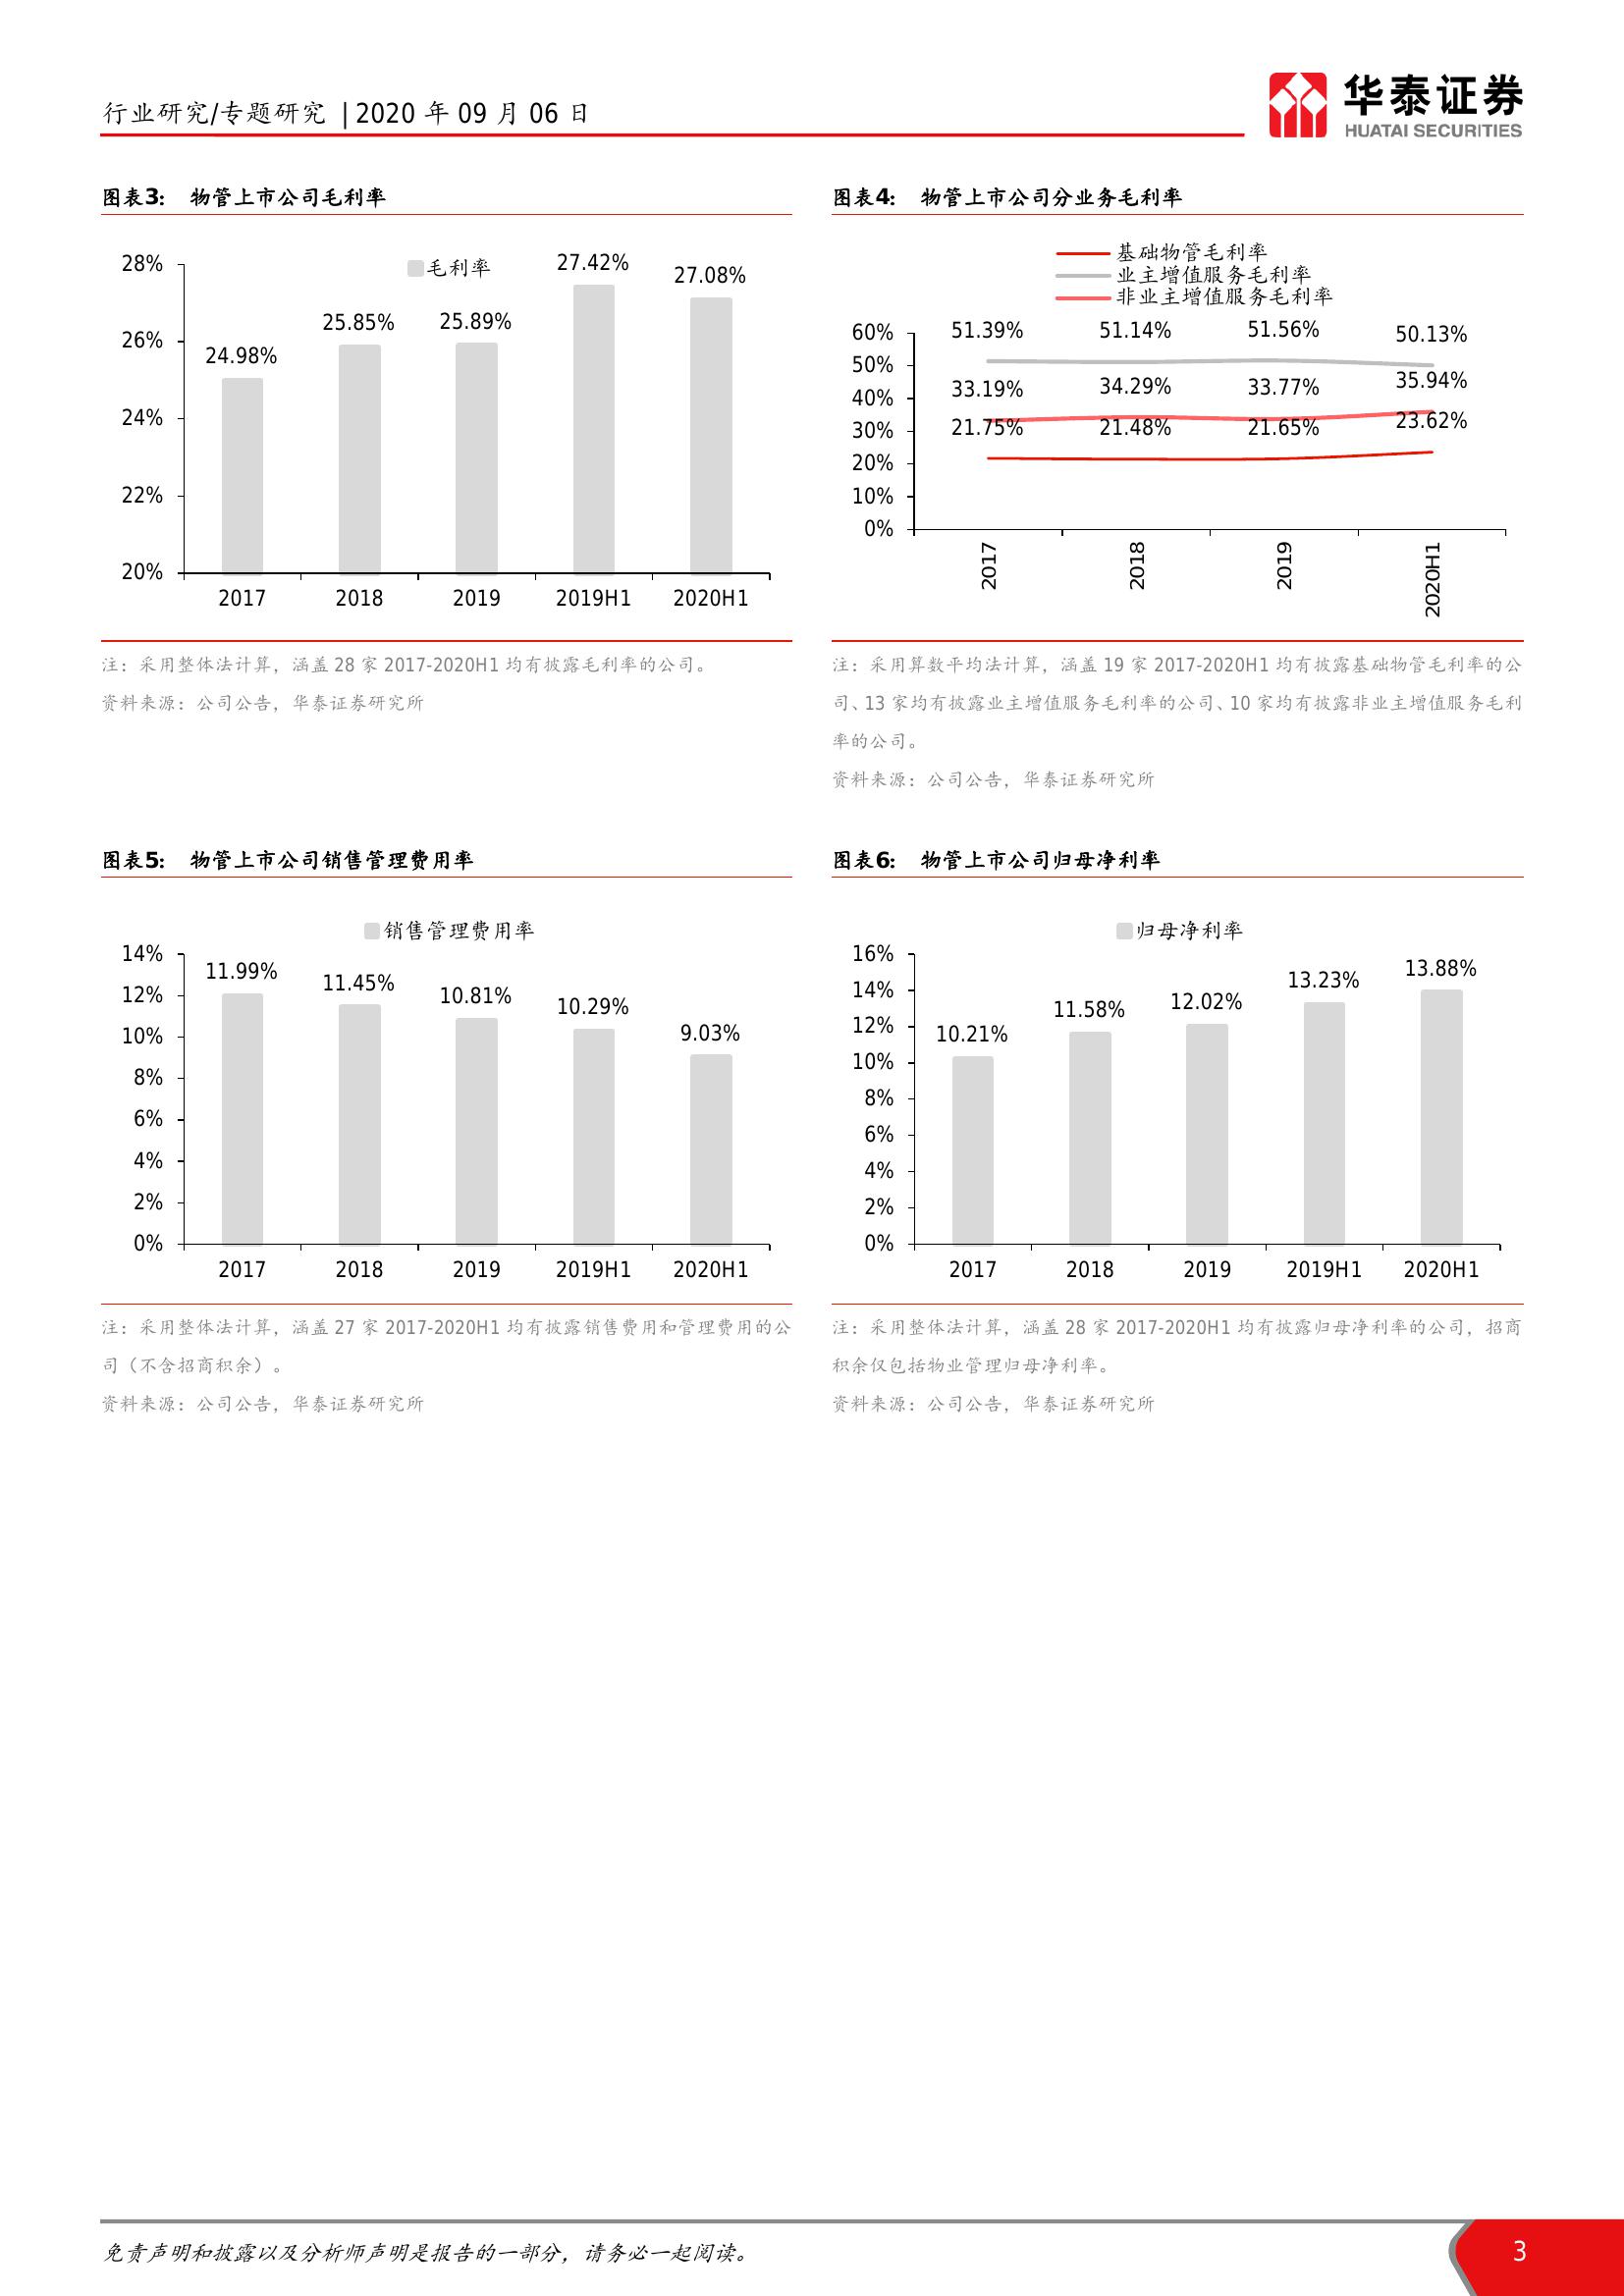 行业研究/专题研究 | 2020 年 09 月 06 日
华泰证券
HUATAI SECURITIES
图表3: 物管上市公司毛利率
毛利率
28%
26%
24%
22%
20%
24.98%
25.85%
25.89%
27.42%
27.08%
2017
2018
2019
2019H1
2020H1
注：采用整体法计算，涵盖 28 家 2017-2020H1 均有披露毛利率的公司。
资料来源：公司公告，华泰证券研究所
图表4: 物管上市公司分业务毛利率
基础物管毛利率
业主增值服务毛利率
非业主增值服务毛利率
60%
50%
40%
30%
20%
10%
0%
51.39%
51.14%
51.56%
50.13%
33.19%
34.29%
33.77%
35.94%
21.75%
21.48%
21.65%
23.62%
2017
2018
2019
2020H1
注：采用算数平均法计算，涵盖 19 家 2017-2020H1 均有披露基础物管毛利率的公
司、13 家均有披露业主增值服务毛利率的公司、10 家均有披露非业主增值服务毛利
率的公司。
资料来源：公司公告，华泰证券研究所
图表5: 物管上市公司销售管理费用率
销售管理费用率
14%
12%
10%
8%
6%
4%
2%
0%
11.99%
11.45%
10.81%
10.29%
9.03%
2017
2018
2019
2019H1
2020H1
注：采用整体法计算，涵盖 27 家 2017-2020H1 均有披露销售费用和管理费用的公
司（不含招商积余）。
资料来源：公司公告，华泰证券研究所
图表6: 物管上市公司归母净利率
归母净利率
16%
14%
12%
10%
8%
6%
4%
2%
0%
10.21%
11.58%
12.02%
13.23%
13.88%
2017
2018
2019
2019H1
2020H1
注：采用整体法计算，涵盖 28 家 2017-2020H1 均有披露归母净利率的公司，招商
积余仅包括物业管理归母净利率。
资料来源：公司公告，华泰证券研究所
免责声明和披露以及分析师声明是报告的一部分，请务必一起阅读。
3